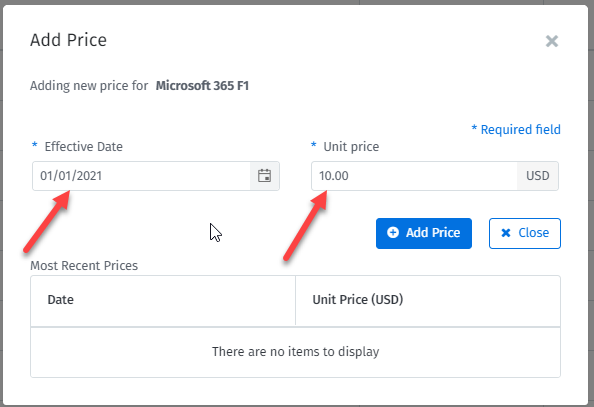 Add Price
Adding new price for Microsoft 365 F1
* Required field
* Effective Date * Unit price
01/01/2021 10.00 USD
Add Price Close
Most Recent Prices
Date Unit Price (USD)
There are no items to display